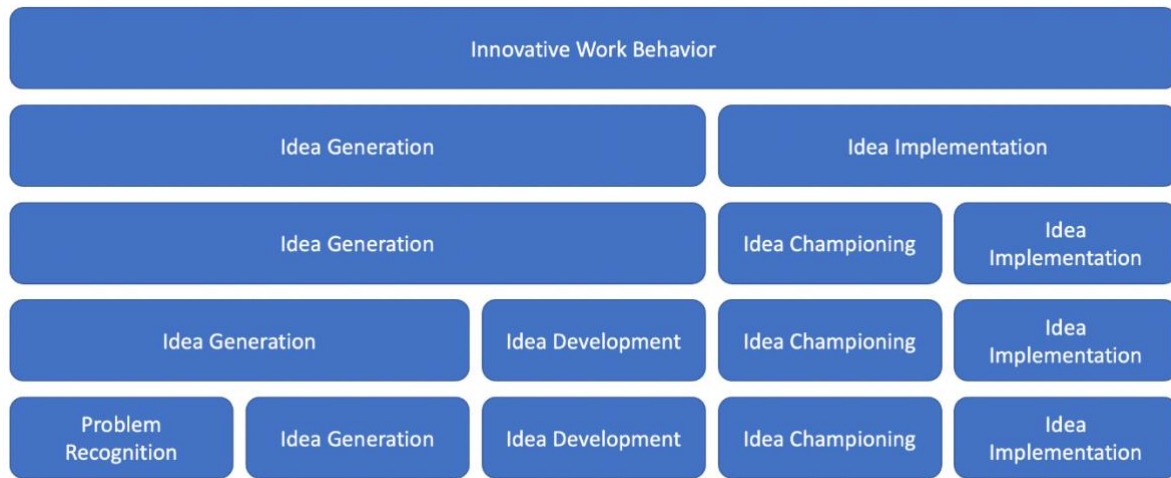 Innovative Work Behavior
Idea Generation
Idea Implementation
Idea Generation
Idea Championing
Idea
Implementation
Idea Generation
Idea Development
Idea Championing
Idea
Implementation
Problem
Recognition
Idea Generation
Idea Development
Idea Championing
Idea
Implementation